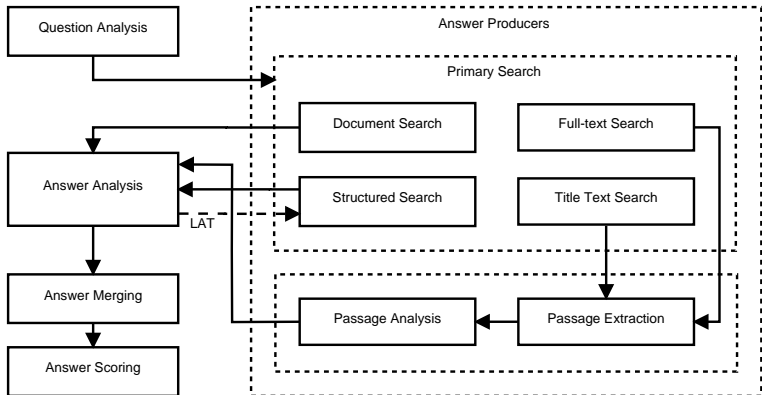 Question Analysis
Answer Producers
Primary Search
Document Search
Full-text Search
Answer Analysis
Structured Search
Title Text Search
LAT
Answer Merging
Passage Analysis
Passage Extraction
Answer Scoring